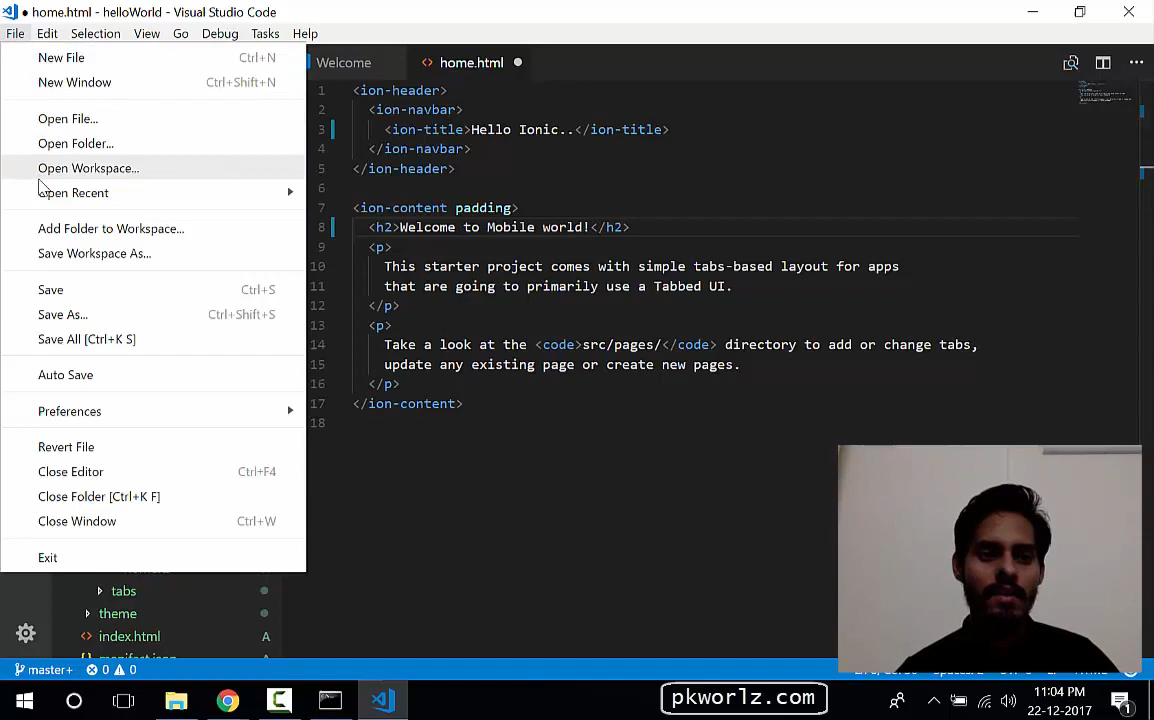 ● home.html - helloWorld - Visual Studio Code
File Edit Selection View Go Debug Tasks Help
New File Ctrl+N
New Window Ctrl+Shift+N
Open File...
Open Folder...
Open Workspace...
Open Recent
Add Folder to Workspace...
Save Workspace As...
Save Ctrl+S
Save As... Ctrl+Shift+S
Save All [Ctrl+K S]
Auto Save
Preferences
Revert File
Close Editor Ctrl+F4
Close Folder [Ctrl+K F]
Close Window Ctrl+W
Exit
tabs
theme
index.html A
Welcome <> home.html ●
1 <ion-header>
2 <ion-navbar>
3 <ion-title>Hello Ionic..</ion-title>
4 </ion-navbar>
5 </ion-header>
6
7 <ion-content padding>
8 <h2>Welcome to Mobile world!</h2>
9 <p>
10 This starter project comes with simple tabs-based layout for apps
11 that are going to primarily use a Tabbed UI.
12 </p>
13 <p>
14 Take a look at the <code>src/pages/</code> directory to add or change tabs,
15 update any existing page or create new pages.
16 </p>
17 </ion-content>
18
master+ 0 0
pkworlz.com
11:04 PM
22-12-2017
1